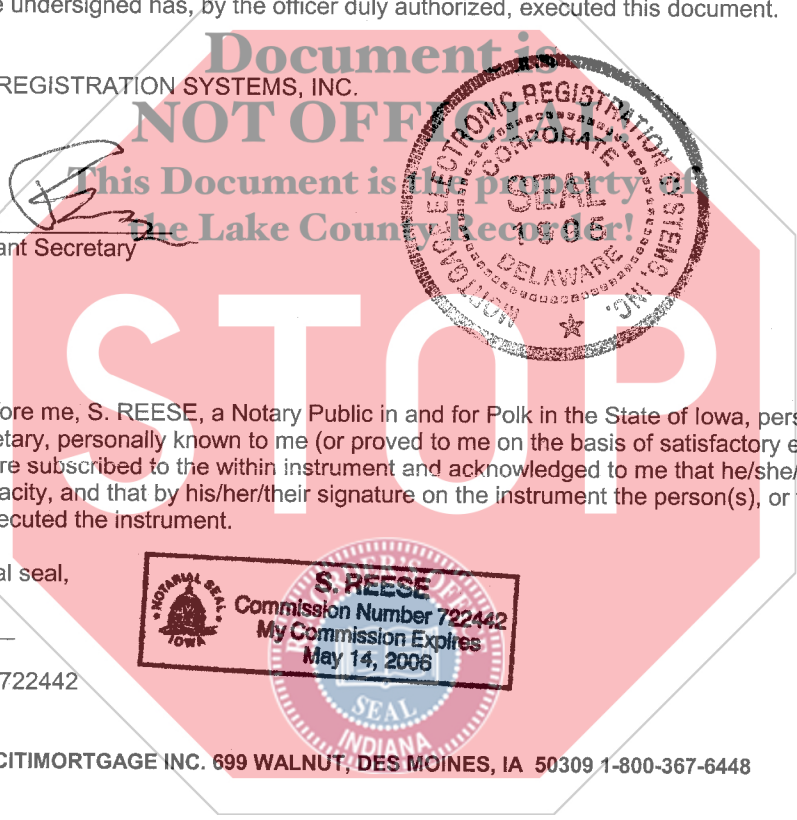 e undersigned has, by the officer duly authorized, executed this document.
Document is
REGISTRATION SYSTEMS, INC.
NOT OFFICIAL!
This Document is the property of
the Lake County Recorder!
ant Secretary
MORTGAGE ELECTRONIC REGISTRATION SYSTEMS, INC.
CORPORATE
SEAL
1995
DELAWARE
STOP
fore me, S. REESE, a Notary Public in and for Polk in the State of Iowa, pers
etary, personally known to me (or proved to me on the basis of satisfactory e
re subscribed to the within instrument and acknowledged to me that he/she/
acity, and that by his/her/their signature on the instrument the person(s), or
ecuted the instrument.
al seal,
NOTARIAL SEAL
IOWA
S. REESE
Commission Number 722442
My Commission Expires
May 14, 2006
SEAL
INDIANA
722442
CITIMORTGAGE INC. 699 WALNUT, DES MOINES, IA 50309 1-800-367-6448